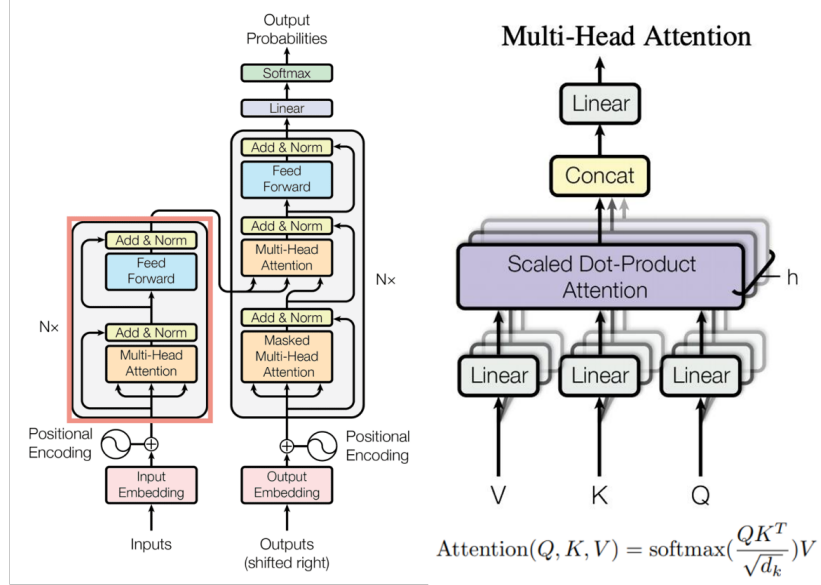 Output
Probabilities
Softmax
Linear
Add & Norm
Feed
Forward
Add & Norm
Multi-Head
Attention
Add & Norm
Masked
Multi-Head
Attention
N×
Positional
Encoding
Output
Embedding
Outputs
(shifted right)
Add & Norm
Feed
Forward
Add & Norm
Multi-Head
Attention
N×
Positional
Encoding
Input
Embedding
Inputs
Multi-Head Attention
Linear
Concat
Scaled Dot-Product
Attention
h
Linear
Linear
Linear
V
K
Q
Attention(Q, K, V) = softmax(QK^T/√d_k)V